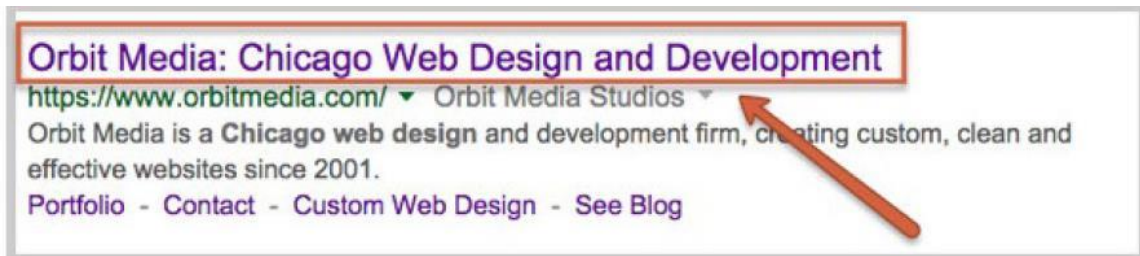 Orbit Media: Chicago Web Design and Development
https://www.orbitmedia.com/ ▼ Orbit Media Studios ▼
Orbit Media is a Chicago web design and development firm, creating custom, clean and
effective websites since 2001.
Portfolio - Contact - Custom Web Design - See Blog